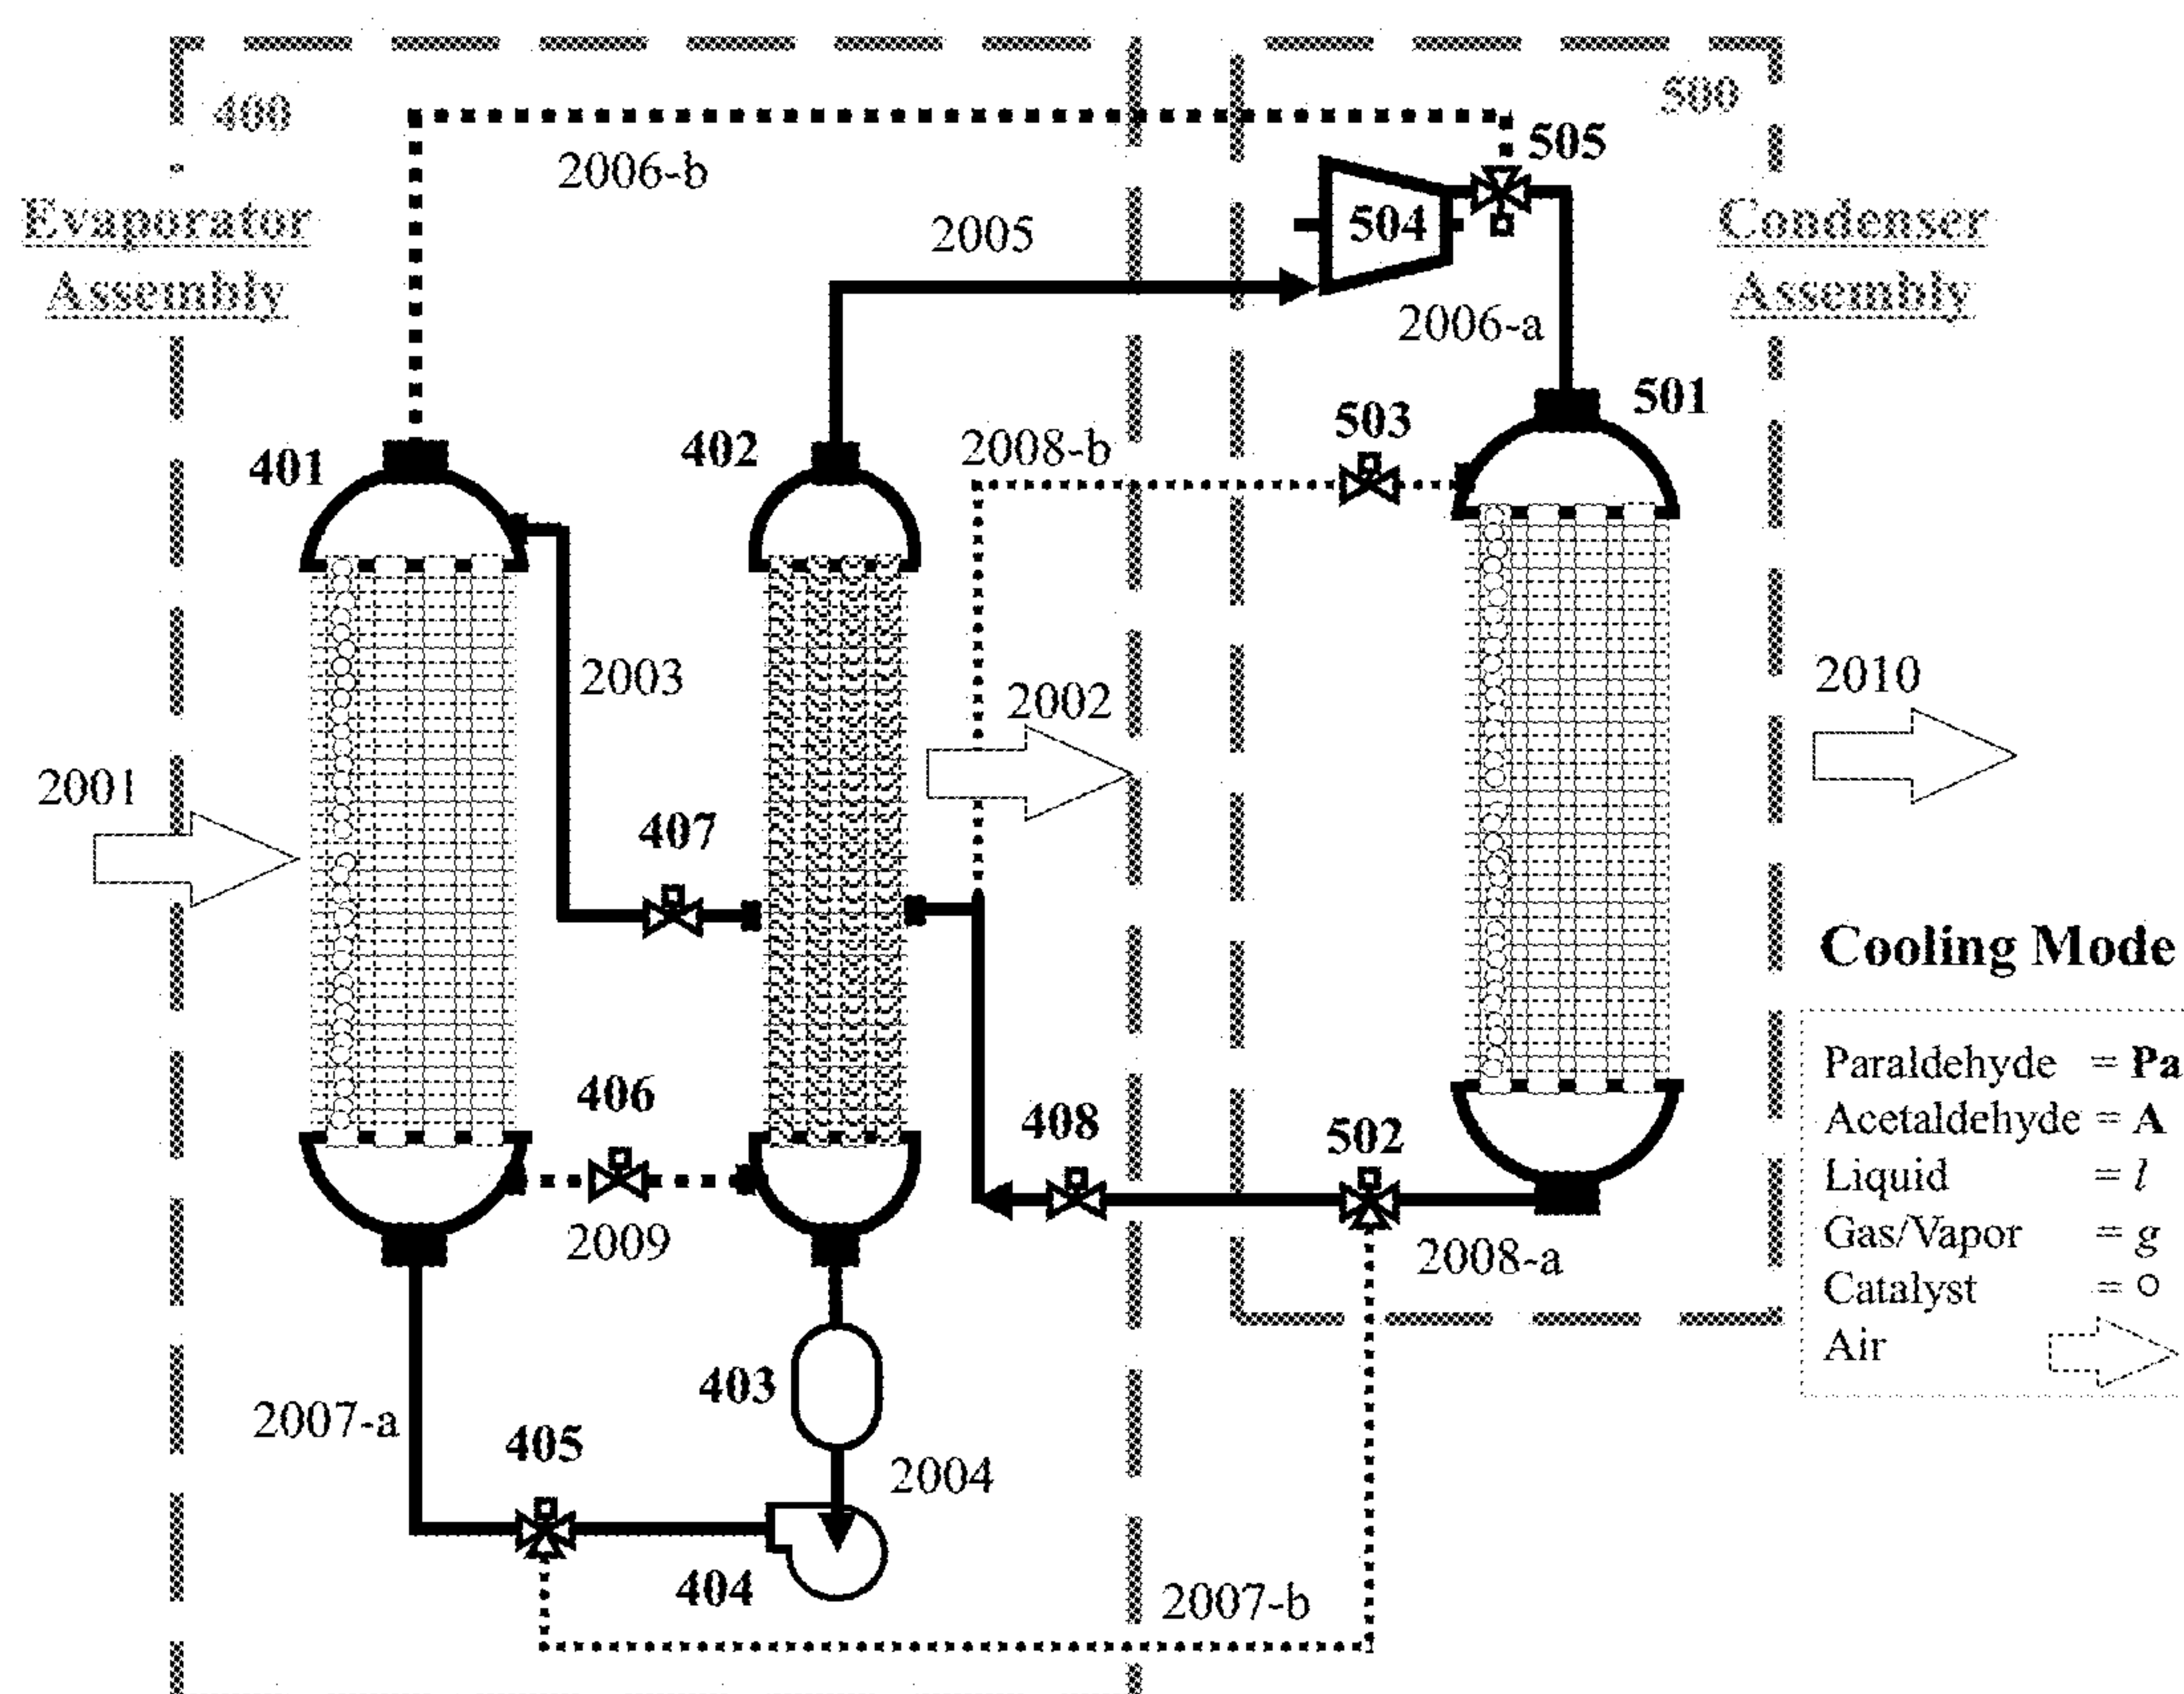 400
500
505
2006-b
Evaporator
Assembly
2005
504
Condenser
Assembly
2006-a
401
402
2008-b
503
501
2003
2002
2010
2001
407
Cooling Mode
406
408
502
Paraldehyde = Pa
Acetaldehyde = A
Liquid = l
Gas/Vapor = g
Catalyst = ○
Air
2009
2008-a
403
2007-a
405
2004
404
2007-b